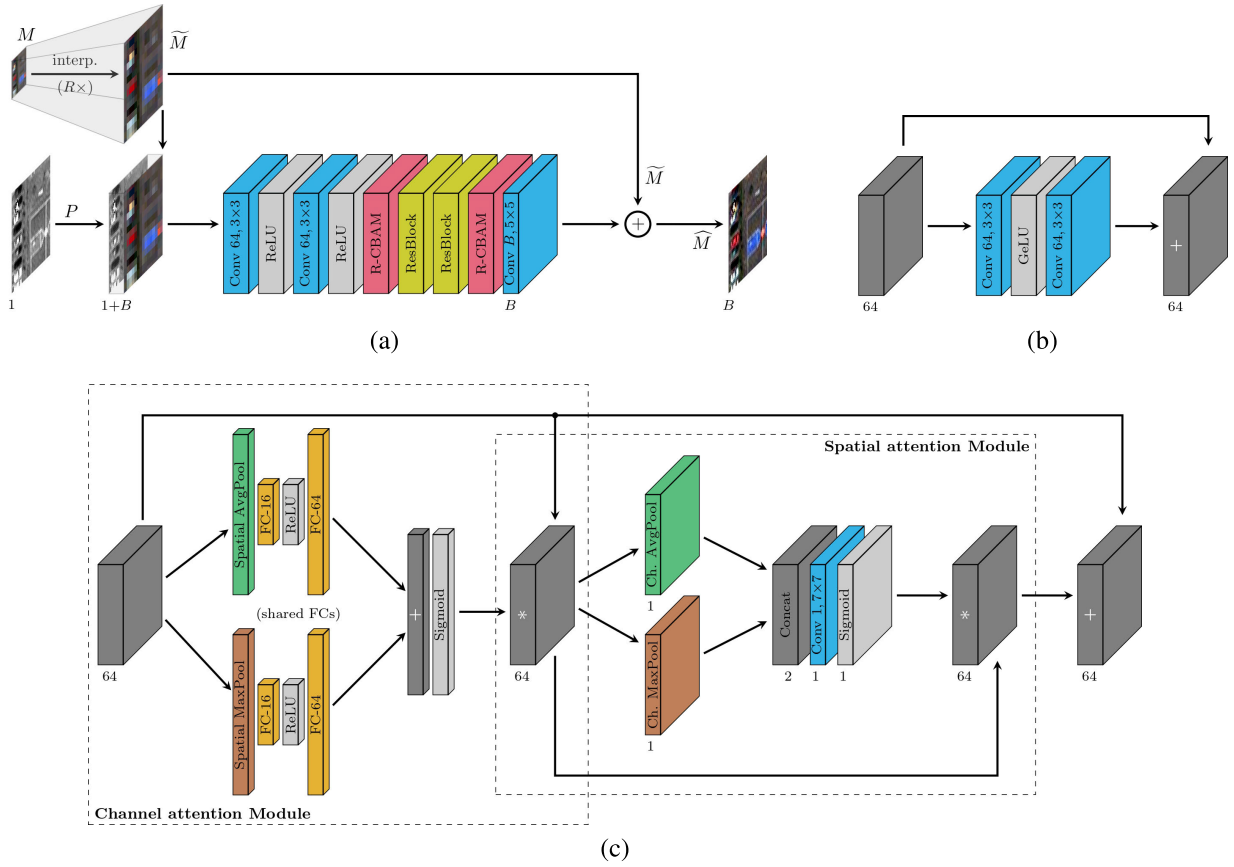 M
M̃
interp.
(R×)
P
1
1+B
Conv 64, 3×3
ReLU
Conv 64, 3×3
ReLU
R-CBAM
ResBlock
ResBlock
R-CBAM
Conv B, 5×5
B
M̃
+
M̂
B
(a)
64
Conv 64, 3×3
GeLU
Conv 64, 3×3
+
64
(b)
Spatial attention Module
64
Spatial AvgPool
FC-16
ReLU
FC-64
(shared FCs)
Spatial MaxPool
FC-16
ReLU
FC-64
+
Sigmoid
*
64
Ch. AvgPool
1
Ch. MaxPool
1
Concat
2
Conv 1, 7×7
1
Sigmoid
1
*
64
+
64
Channel attention Module
(c)